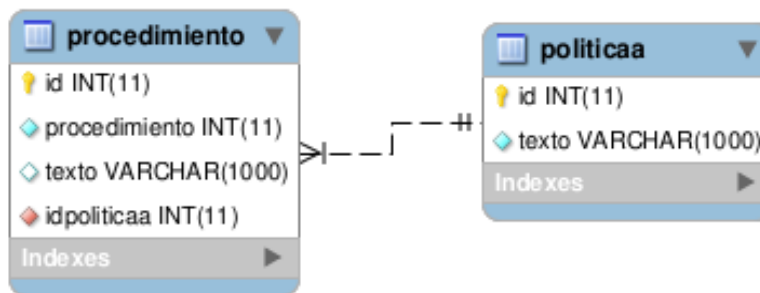 procedimiento
id INT(11)
procedimiento INT(11)
texto VARCHAR(1000)
idpoliticaa INT(11)
Indexes
politicaa
id INT(11)
texto VARCHAR(1000)
Indexes